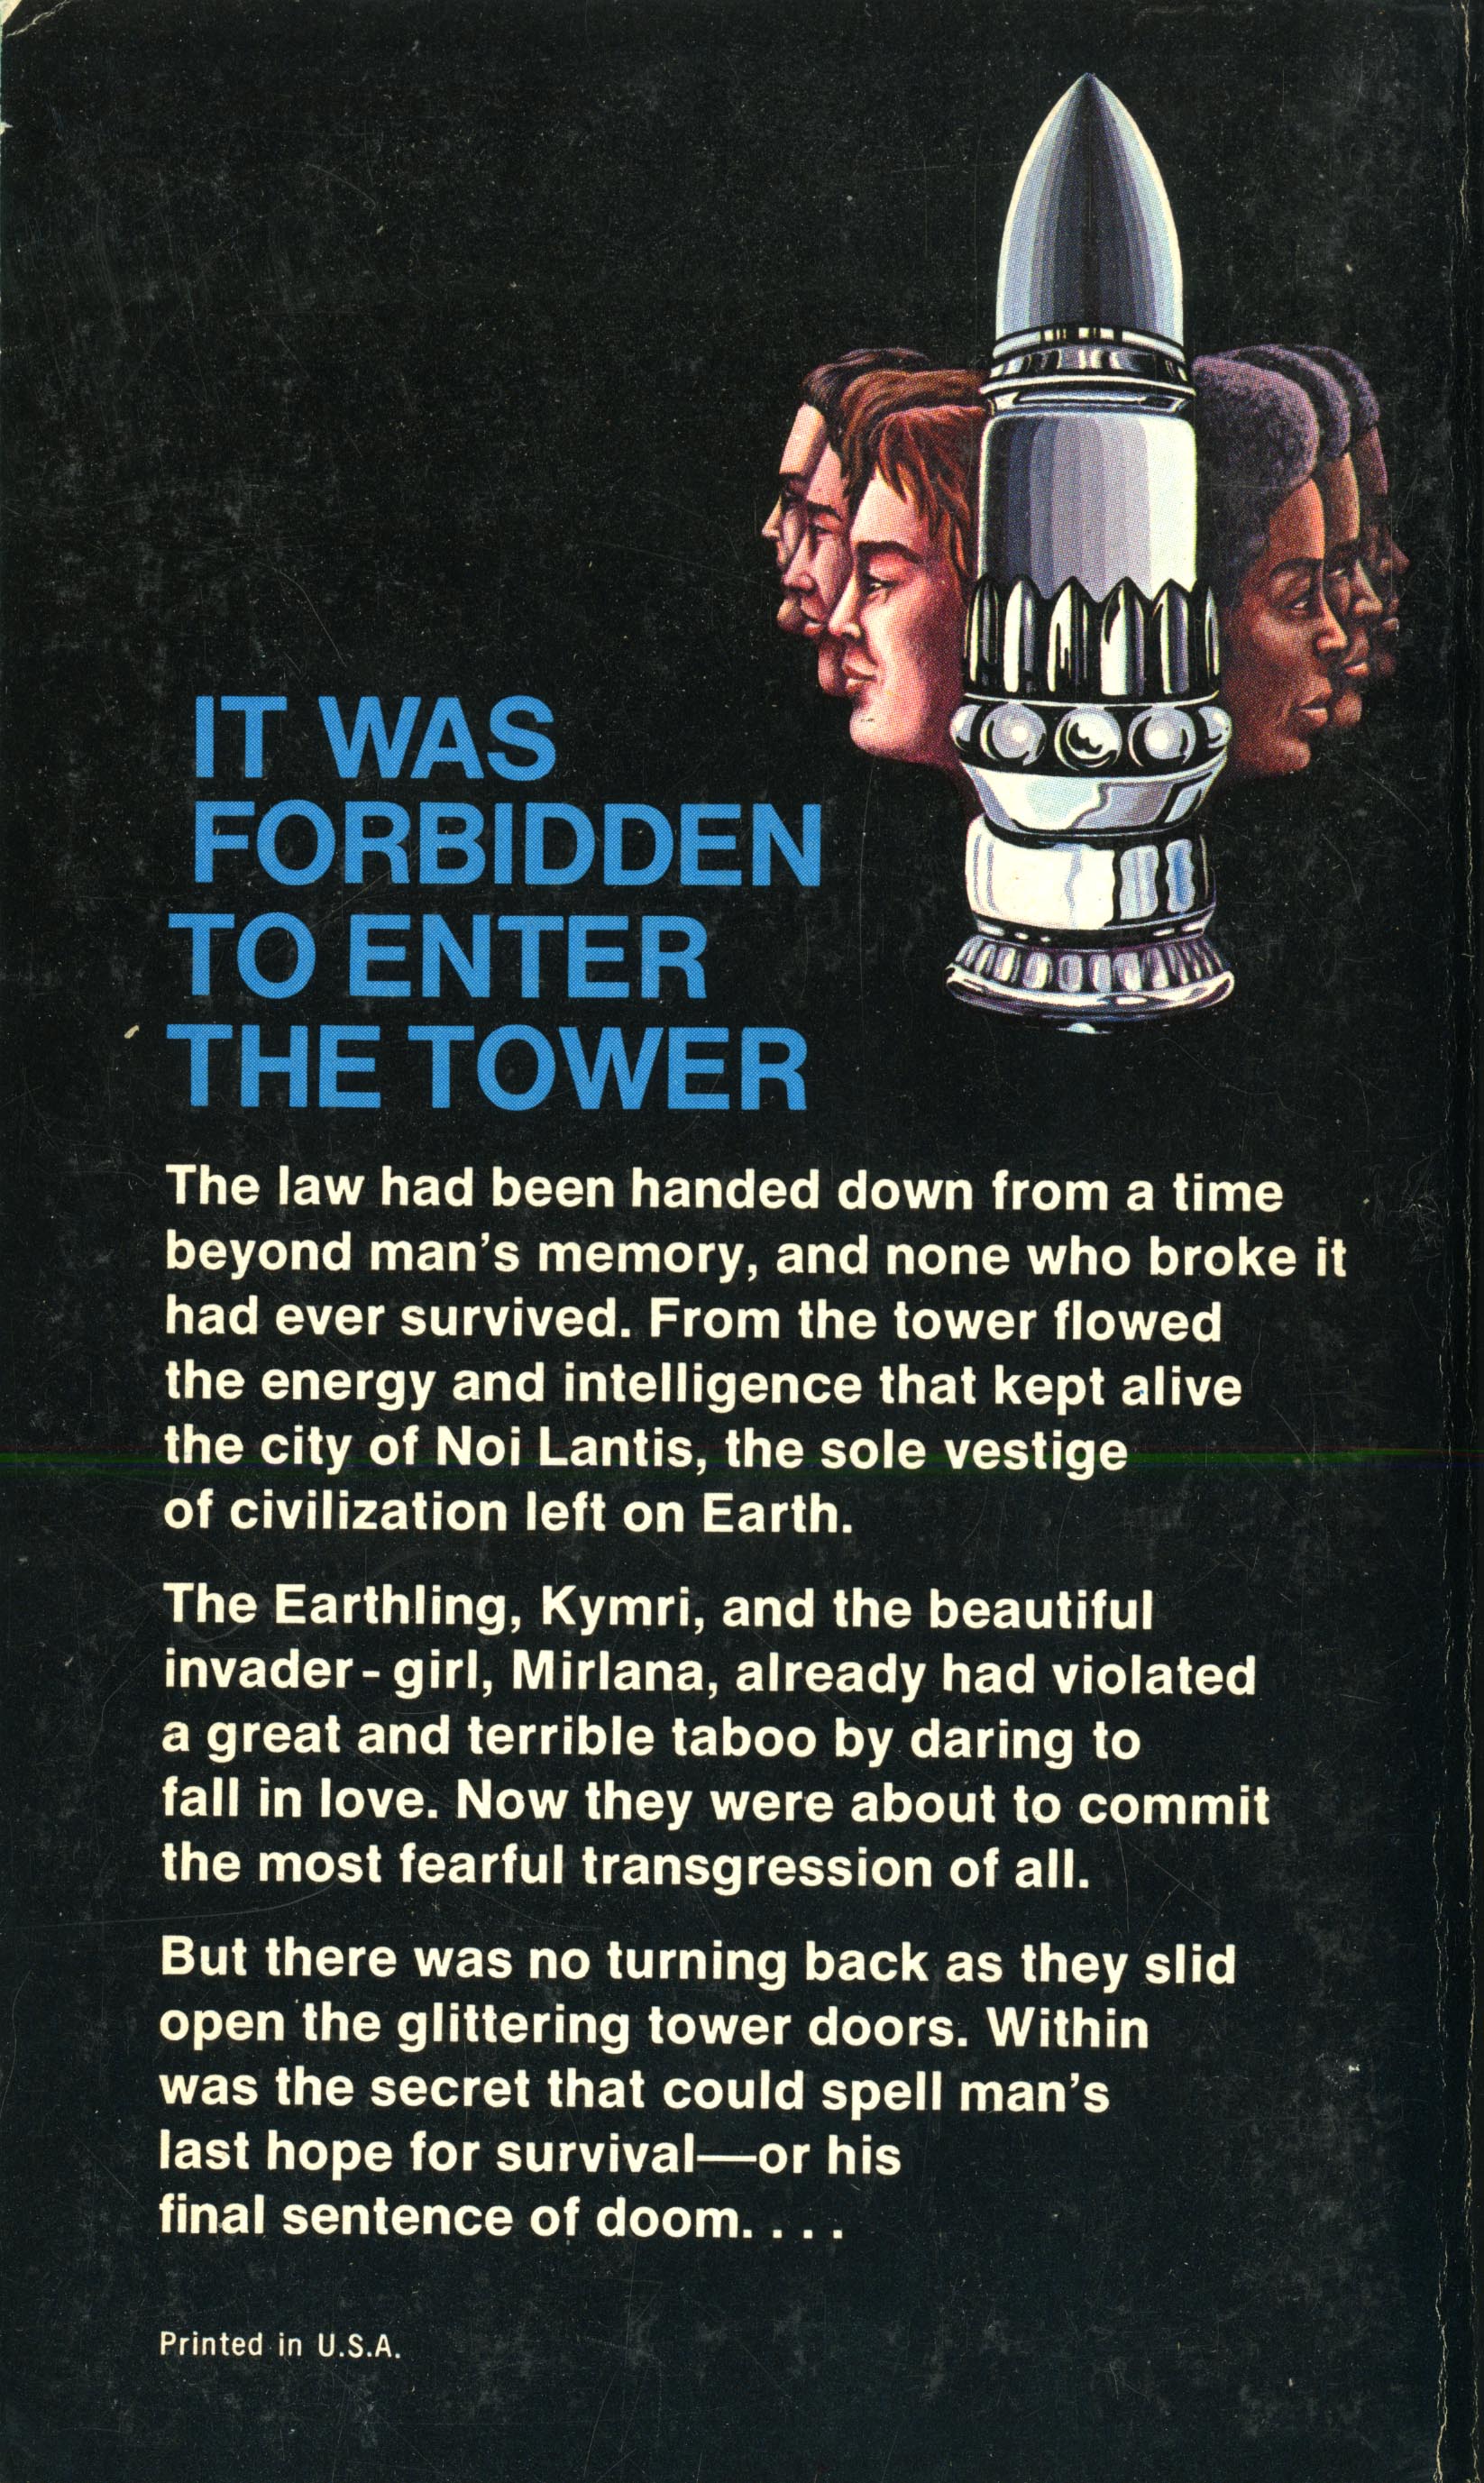 IT WAS
FORBIDDEN
TO ENTER
THE TOWER
The law had been handed down from a time
beyond man's memory, and none who broke it
had ever survived. From the tower flowed
the energy and intelligence that kept alive
the city of Noi Lantis, the sole vestige
of civilization left on Earth.
The Earthling, Kymri, and the beautiful
invader-girl, Mirlana, already had violated
a great and terrible taboo by daring to
fall in love. Now they were about to commit
the most fearful transgression of all.
But there was no turning back as they slid
open the glittering tower doors. Within
was the secret that could spell man's
last hope for survival—or his
final sentence of doom. . . .
Printed in U.S.A.